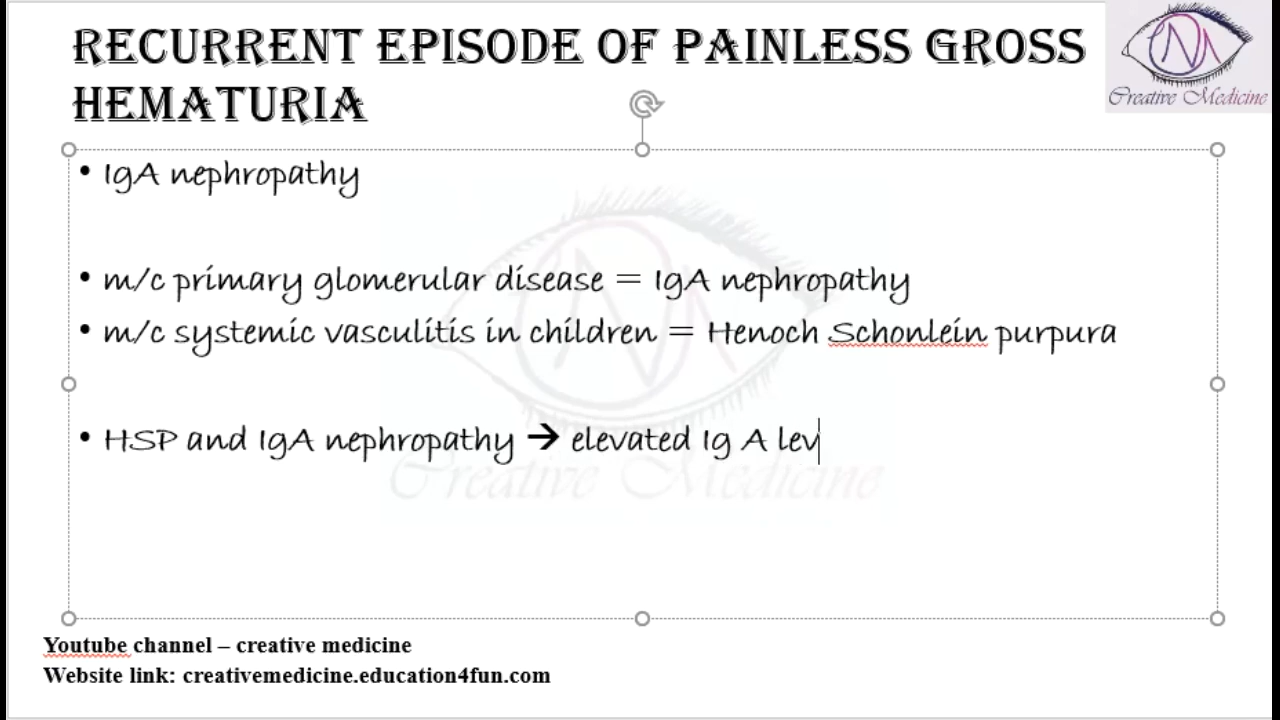 RECURRENT EPISODE OF PAINLESS GROSS
HEMATURIA
Creative Medicine
• IgA nephropathy
• m/c primary glomerular disease = IgA nephropathy
• m/c systemic vasculitis in children = Henoch Schonlein purpura
• HSP and IgA nephropathy → elevated Ig A lev
Creative Medicine
Youtube channel – creative medicine
Website link: creativemedicine.education4fun.com